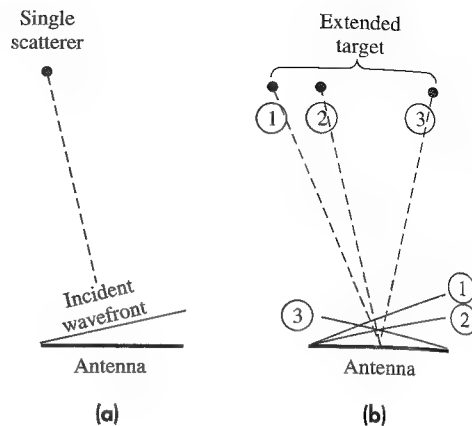 Single
scatterer
Incident
wavefront
Antenna
(a)
Extended
target
1
2
3
3
1
2
Antenna
(b)